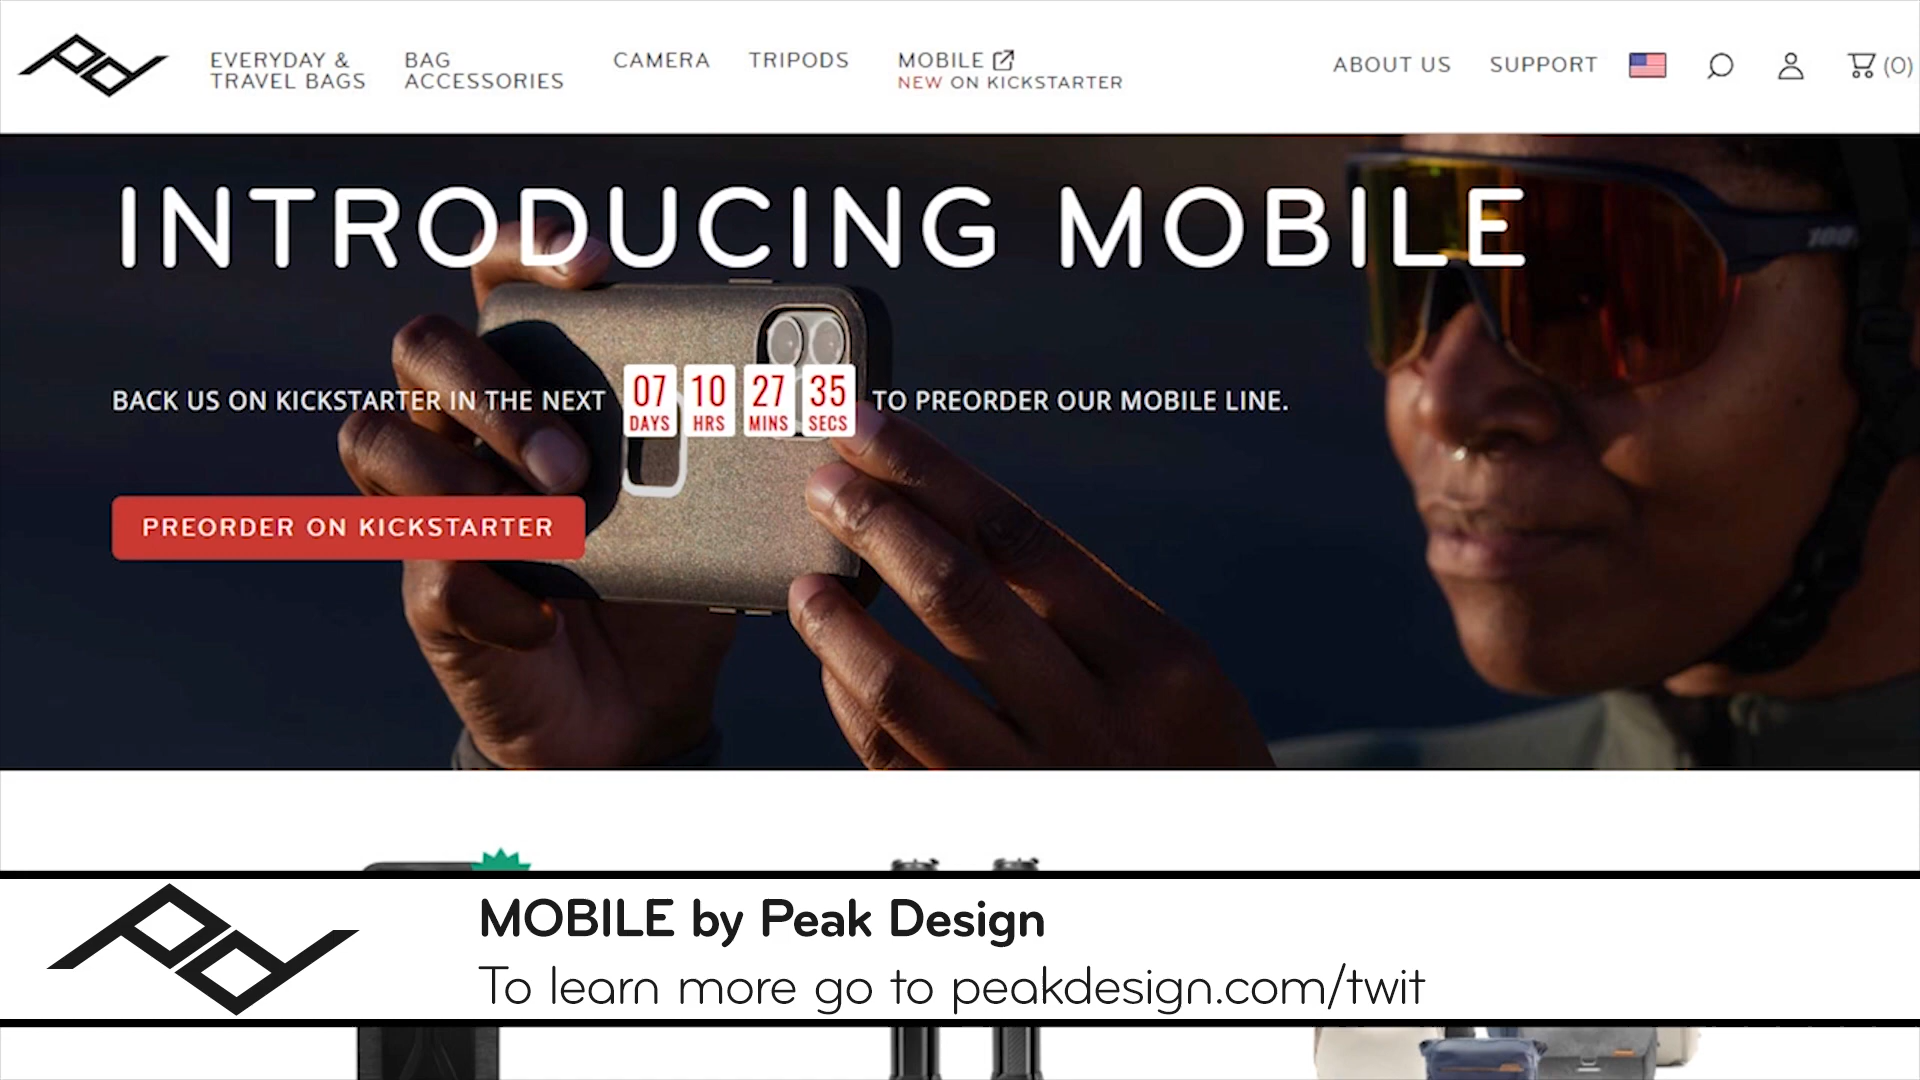 EVERYDAY &
TRAVEL BAGS
BAG
ACCESSORIES
CAMERA
TRIPODS
MOBILE
NEW ON KICKSTARTER
ABOUT US
SUPPORT
(0)
INTRODUCING MOBILE
100%
BACK US ON KICKSTARTER IN THE NEXT 07 DAYS 10 HRS 27 MINS 35 SECS TO PREORDER OUR MOBILE LINE.
PREORDER ON KICKSTARTER
MOBILE by Peak Design
To learn more go to peakdesign.com/twit